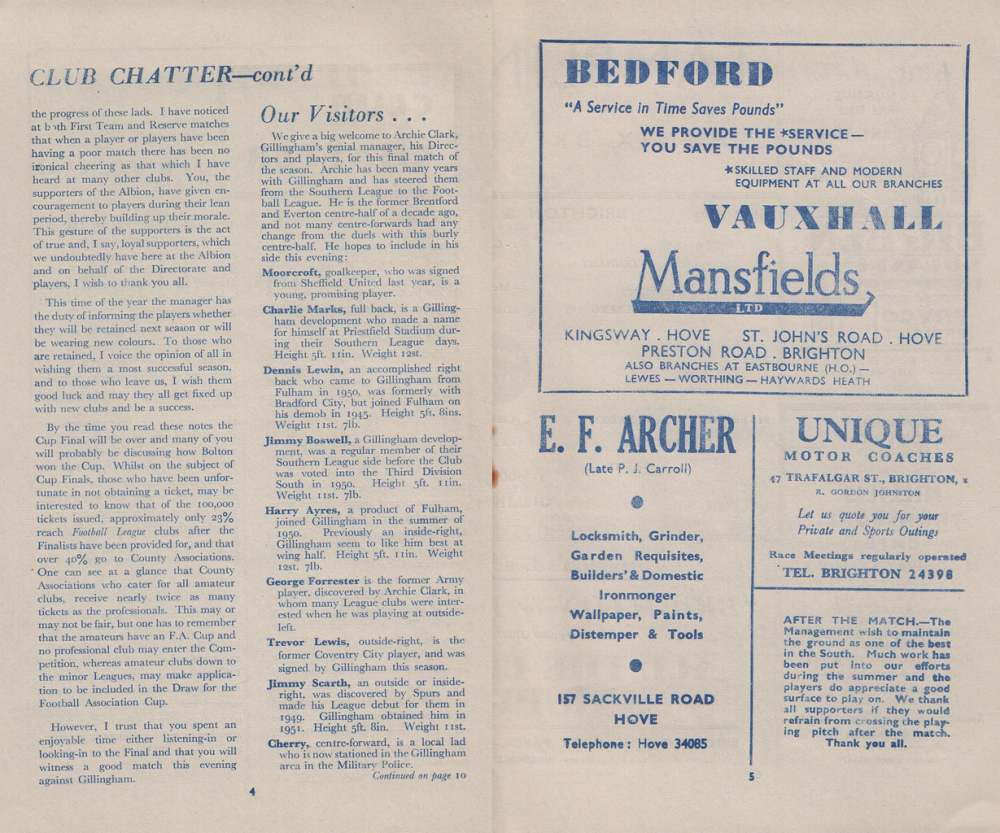 CLUB CHATTER—cont'd
the progress of these lads. I have noticed
at both First Team and Reserve matches
that when a player or players have been
having a poor match there has been no
ironical cheering as that which I have
heard at many other clubs. You, the
supporters of the Albion, have given en-
couragement to players during their lean
period, thereby building up their morale.
This gesture of the supporters is the act
of true and, I say, loyal supporters, which
we undoubtedly have here at the Albion
and on behalf of the Directorate and
players, I wish to thank you all.
This time of the year the manager has
the duty of informing the players whether
they will be retained next season or will
be wearing new colours. To those who
are retained, I voice the opinion of all in
wishing them a most successful season,
and to those who leave us, I wish them
good luck and may they all get fixed up
with new clubs and be a success.
By the time you read these notes the
Cup Final will be over and many of you
will probably be discussing how Bolton
won the Cup. Whilst on the subject of
Cup Finals, those who have been unfor-
tunate in not obtaining a ticket, may be
interested to know that of the 100,000
tickets issued, approximately only 23%
reach Football League clubs after the
Finalists have been provided for, and that
over 40% go to County Associations.
One can see at a glance that County
Associations who cater for all amateur
clubs, receive nearly twice as many
tickets as the professionals. This may or
may not be fair, but one has to remember
that the amateurs have an F.A. Cup and
no professional club may enter the Com-
petition, whereas amateur clubs down to
the minor Leagues, may make applica-
tion to be included in the Draw for the
Football Association Cup.
However, I trust that you spent an
enjoyable time either listening-in or
looking-in to the Final and that you will
witness a good match this evening
against Gillingham.
Our Visitors . . .
We give a big welcome to Archie Clark,
Gillingham's genial manager, his Direc-
tors and players, for this final match of
the season. Archie has been many years
with Gillingham and has steered them
from the Southern League to the Foot-
ball League. He is the former Brentford
and Everton centre-half of a decade ago,
and not many centre-forwards had any
change from the duels with this burly
centre-half. He hopes to include in his
side this evening:
Moorcroft, goalkeeper, who was signed
from Sheffield United last year, is a
young, promising player.
Charlie Marks, full back, is a Gilling-
ham development who made a name
for himself at Priestfield Stadium dur-
ing their Southern League days.
Height 5ft. 11in. Weight 12st.
Dennis Lewin, an accomplished right
back who came to Gillingham from
Fulham in 1950, was formerly with
Bradford City, but joined Fulham on
his demob in 1945. Height 5ft. 8ins.
Weight 11st. 7lb.
Jimmy Boswell, a Gillingham develop-
ment, was a regular member of their
Southern League side before the Club
was voted into the Third Division
South in 1950. Height 5ft. 11in.
Weight 11st. 7lb.
Harry Ayres, a product of Fulham,
joined Gillingham in the summer of
1950. Previously an inside-right,
Gillingham seem to like him best at
wing half. Height 5ft. 11in. Weight
12st. 7lb.
George Forrester is the former Army
player, discovered by Archie Clark, in
whom many League clubs were inter-
ested when he was playing at outside-
left.
Trevor Lewis, outside-right, is the
former Coventry City player, and was
signed by Gillingham this season.
Jimmy Scarth, an outside or inside-
right, was discovered by Spurs and
made his League debut for them in
1949. Gillingham obtained him in
1951. Height 5ft. 8in. Weight 11st.
Cherry, centre-forward, is a local lad
who is now stationed in the Gillingham
area in the Military Police.
Continued on page 10
4
BEDFORD
"A Service in Time Saves Pounds"
WE PROVIDE THE *SERVICE—
YOU SAVE THE POUNDS
*SKILLED STAFF AND MODERN
EQUIPMENT AT ALL OUR BRANCHES
VAUXHALL
Mansfields
LTD
KINGSWAY . HOVE ST. JOHN'S ROAD . HOVE
PRESTON ROAD . BRIGHTON
ALSO BRANCHES AT EASTBOURNE (H.O.)—
LEWES — WORTHING — HAYWARDS HEATH
E. F. ARCHER
(Late P. J. Carroll)
Locksmith, Grinder,
Garden Requisites,
Builders' & Domestic
Ironmonger
Wallpaper, Paints,
Distemper & Tools
157 SACKVILLE ROAD
HOVE
Telephone: Hove 34085
UNIQUE
MOTOR COACHES
47 TRAFALGAR ST., BRIGHTON, 1
R. GORDON JOHNSTON
Let us quote you for your
Private and Sports Outings
Race Meetings regularly operated
TEL. BRIGHTON 24398
AFTER THE MATCH.—The
Management wish to maintain
the ground as one of the best
in the South. Much work has
been put into our efforts
during the summer and the
players do appreciate a good
surface to play on. We thank
all supporters if they would
refrain from crossing the play-
ing pitch after the match.
Thank you all.
5